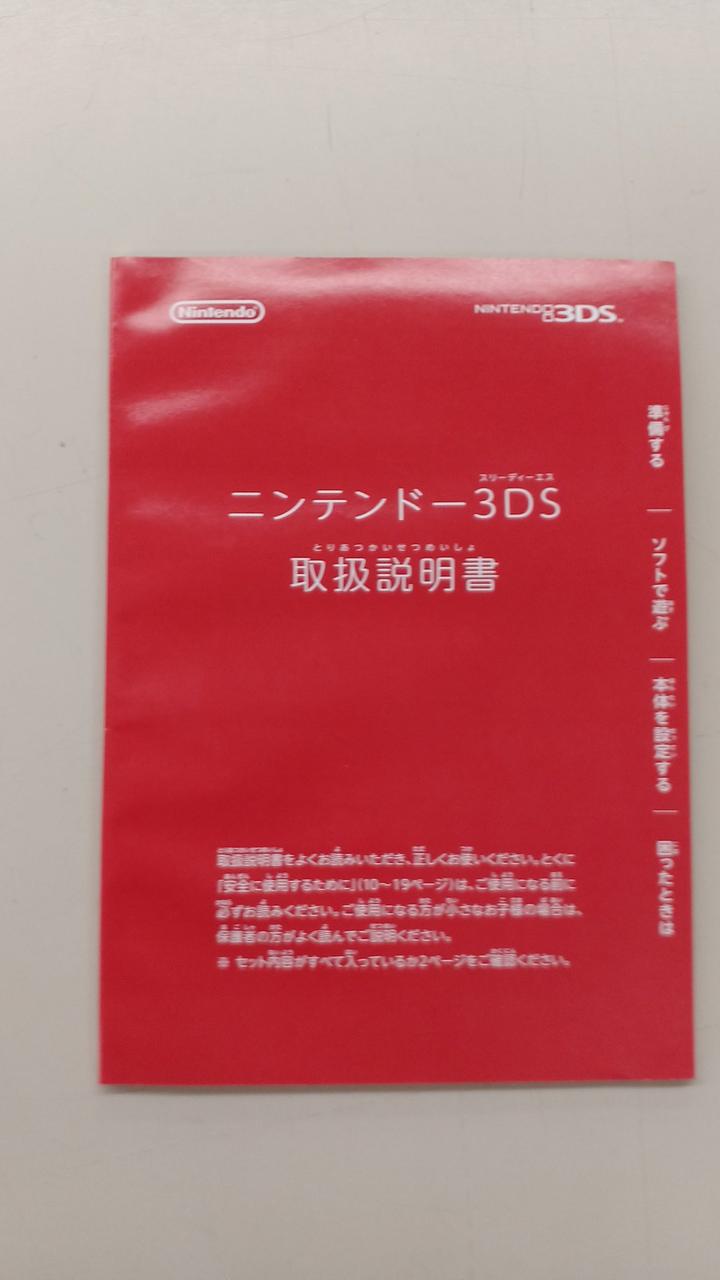 Nintendo
NINTENDO 3DS
スリーディーエス
ニンテンドー3DS
とりあつかいせつめいしょ
取扱説明書
取扱説明書をよくお読みいただき、正しくお使いください。とくに
「安全に使用するために」(10〜19ページ)は、ご使用になる前に
必ずお読みください。ご使用になる方が小さなお子様の場合は、
保護者の方がよく読んでご説明ください。
※ セット内容がすべて入っているか2ページをご確認ください。
準備する
ソフトで遊ぶ
本体を設定する
困ったときは